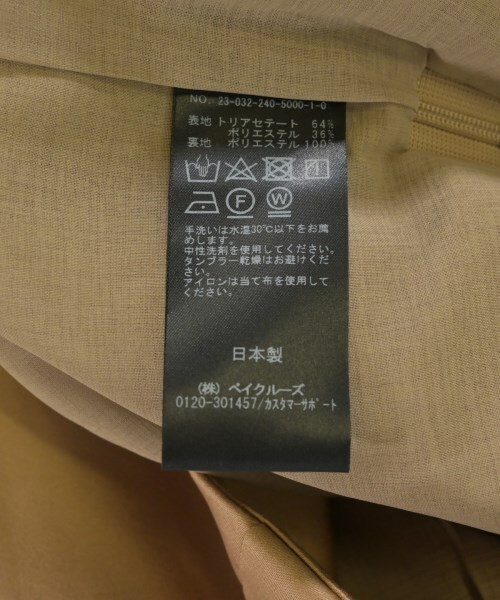 NO. 23-032-240-5000-1-0
表地 トリアセテート 64%
ポリエステル 36%
裏地 ポリエステル 100%
F W
手洗いは水温30℃以下をお薦
めします。
中性洗剤を使用してください。
タンブラー乾燥はお避けくだ
さい。
アイロンは当て布を使用して
ください。
日本製
(株) ベイクルーズ
0120-301457/カスタマーサポート